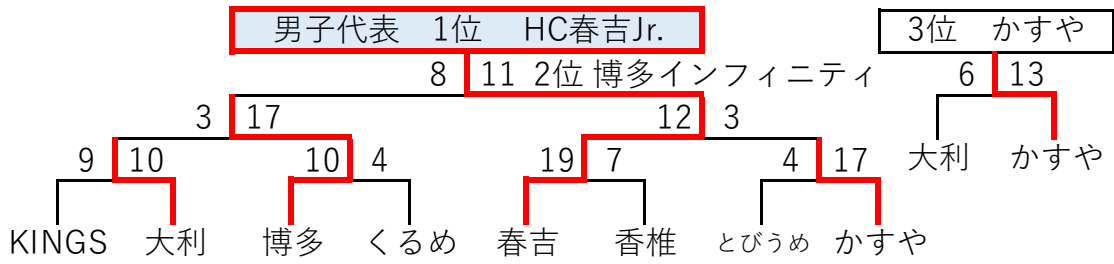 男子代表 1位 HC春吉Jr.
3位 かすや
8 11 2位 博多インフィニティ
6 13
3 17 12 3
9 10 10 4 19 7 4 17
大利 かすや
KINGS 大利 博多 くるめ 春吉 香椎 とびうめ かすや